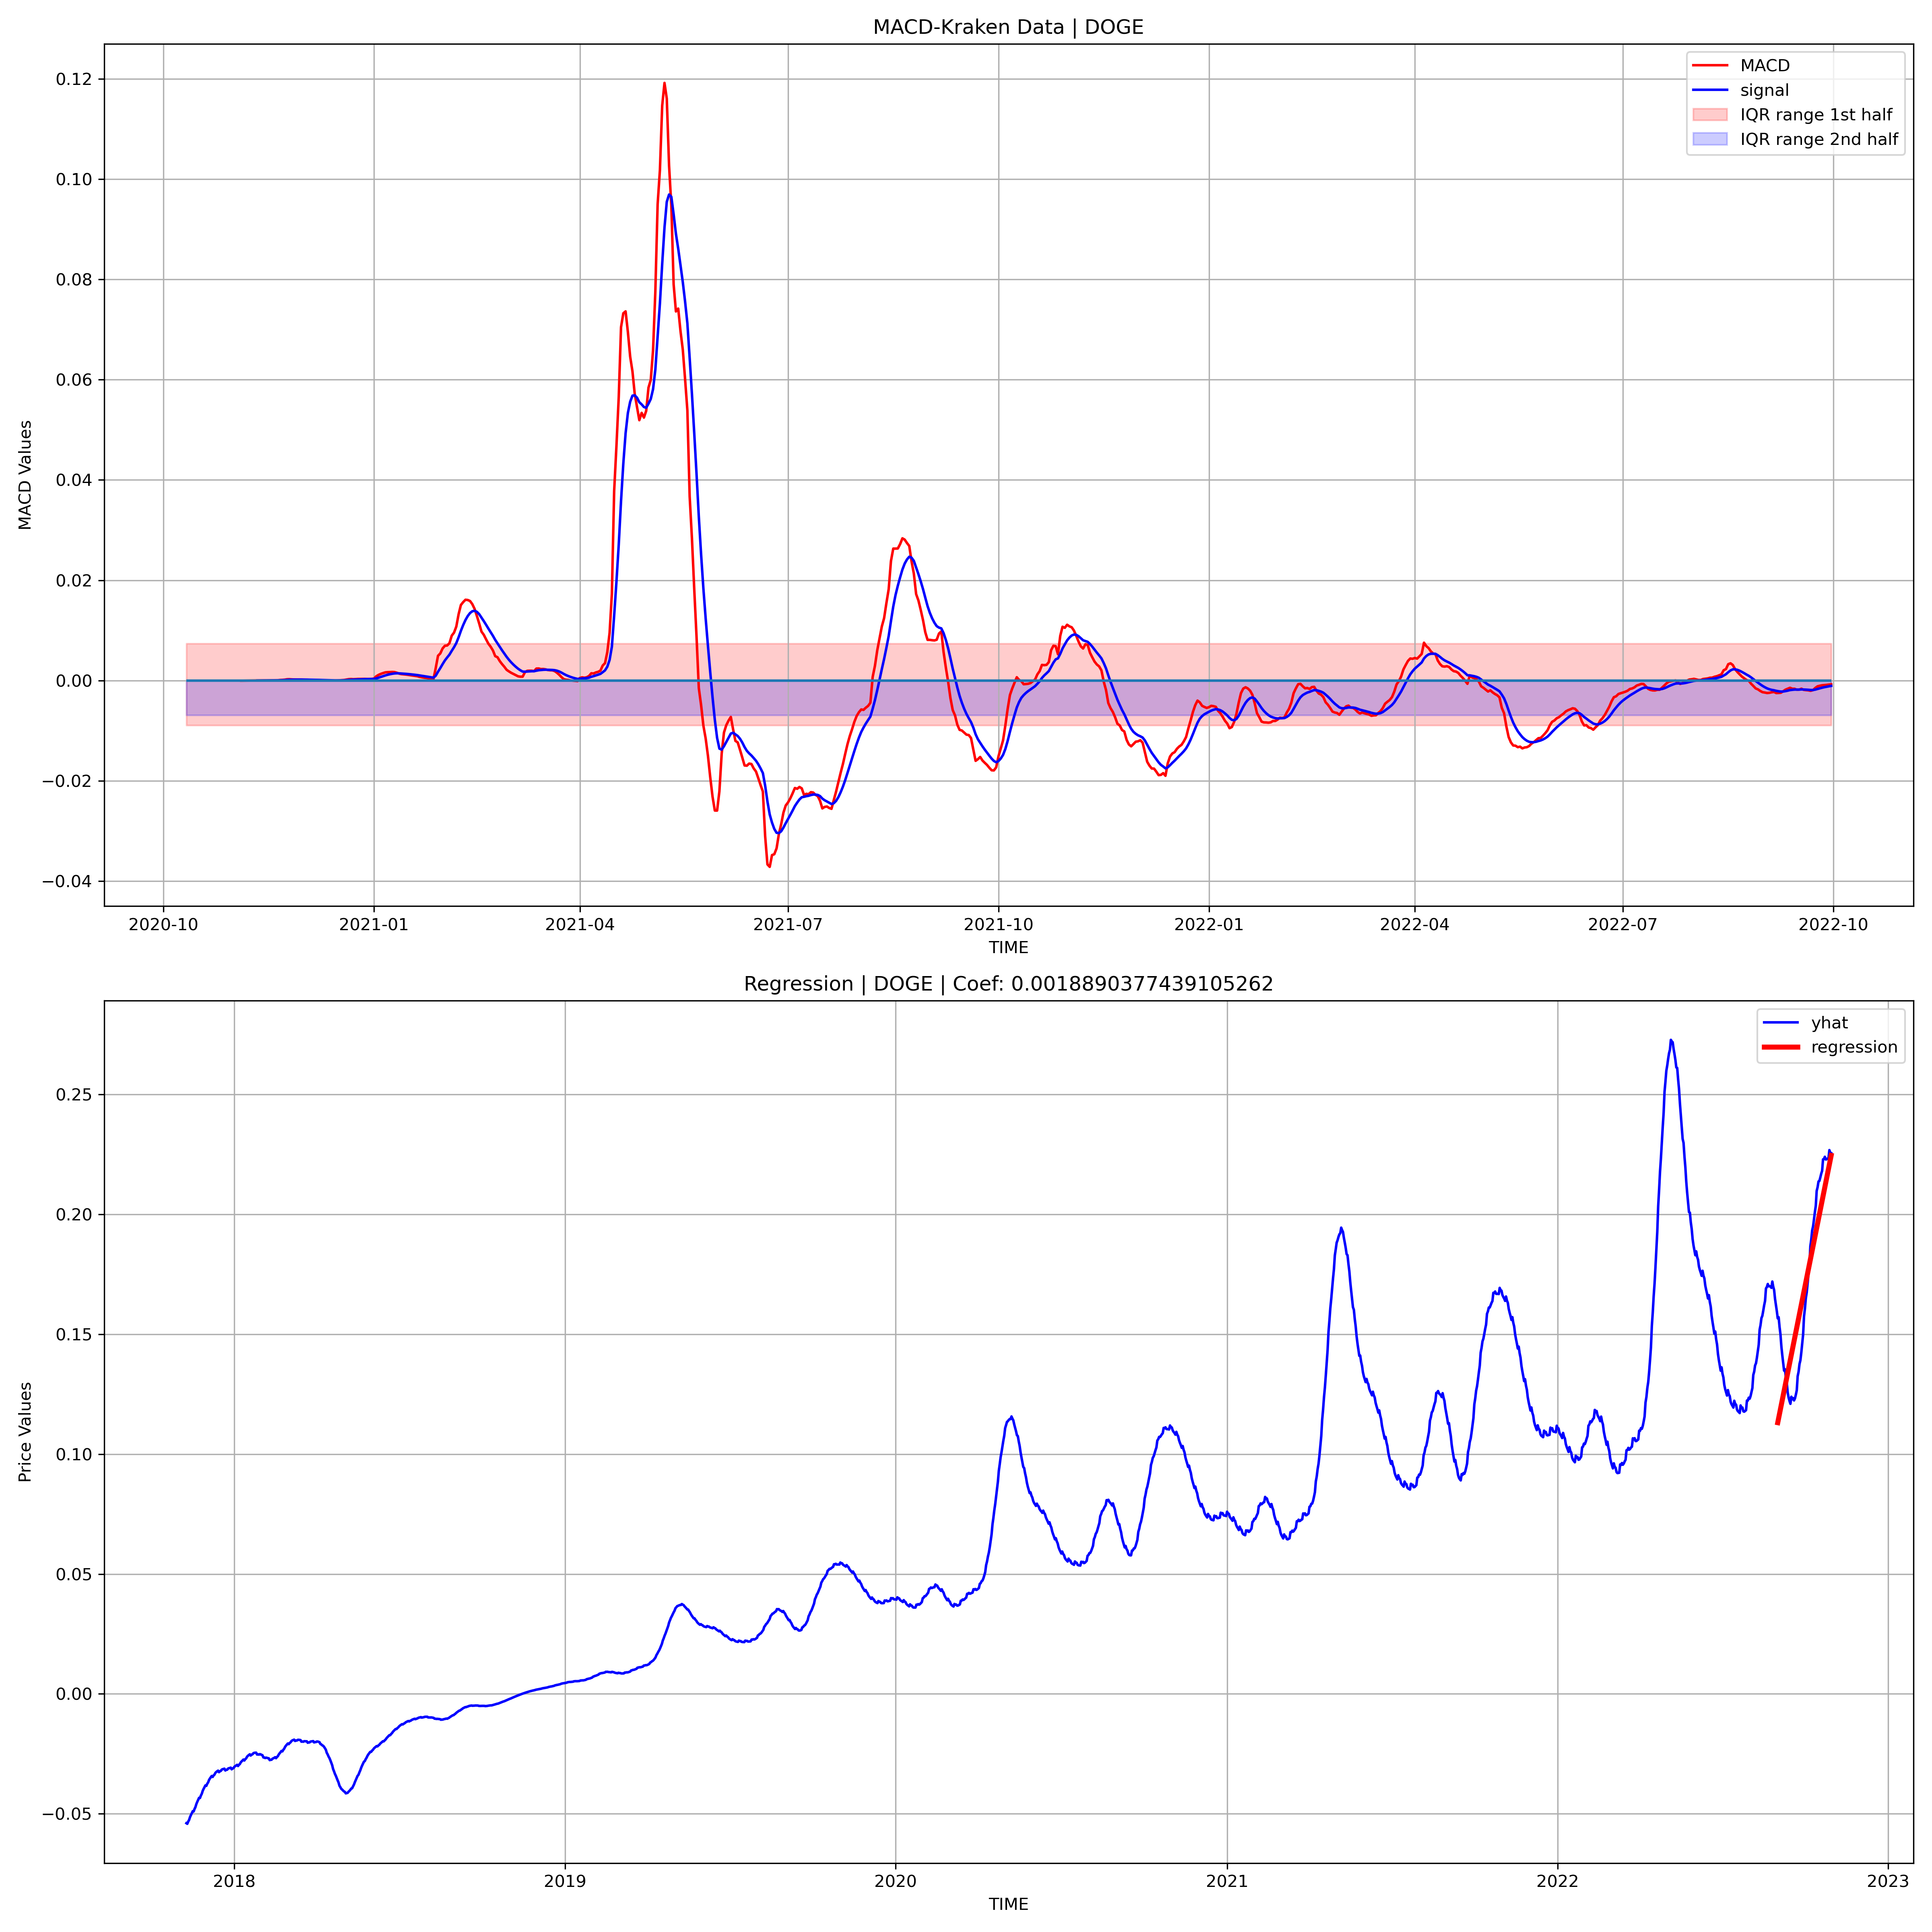 MACD-Kraken Data | DOGE
MACD
signal
IQR range 1st half
IQR range 2nd half
MACD Values
0.12
0.10
0.08
0.06
0.04
0.02
0.00
−0.02
−0.04
2020-10 2021-01 2021-04 2021-07 2021-10 2022-01 2022-04 2022-07 2022-10
TIME
Regression | DOGE | Coef: 0.0018890377439105262
yhat
regression
Price Values
0.25
0.20
0.15
0.10
0.05
0.00
−0.05
2018 2019 2020 2021 2022 2023
TIME